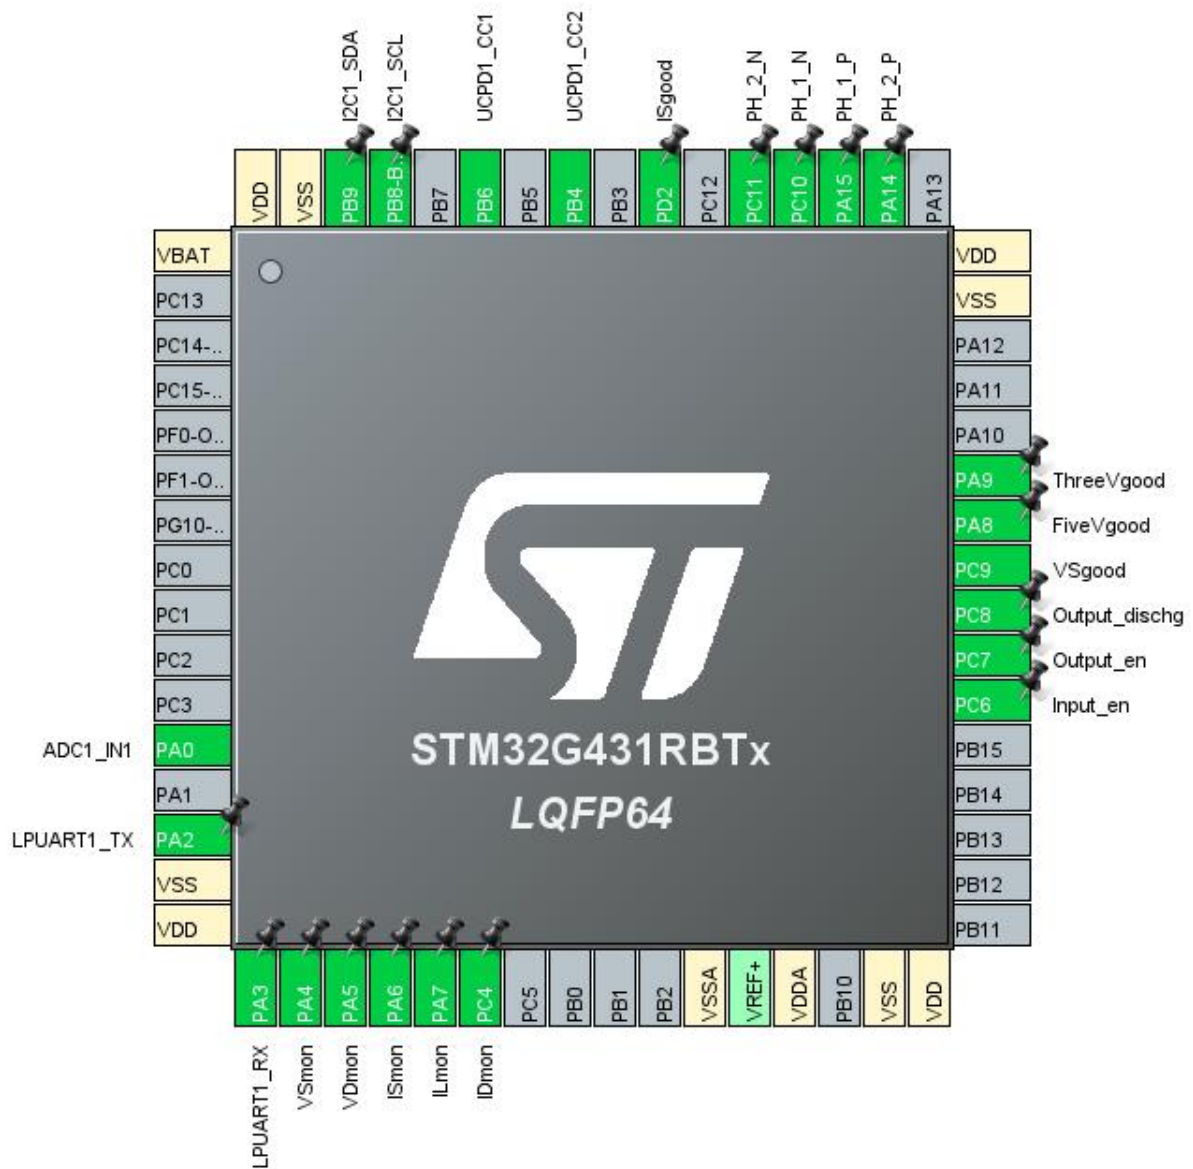 I2C1_SDA
I2C1_SCL
UCPD1_CC1
UCPD1_CC2
ISgood
PH_2_N
PH_1_N
PH_1_P
PH_2_P
VDD
VSS
PB9
PB8-B..
PB7
PB6
PB5
PB4
PB3
PD2
PC12
PC11
PC10
PA15
PA14
PA13
VBAT
PC13
PC14-..
PC15-..
PF0-O..
PF1-O..
PG10-..
PC0
PC1
PC2
PC3
ADC1_IN1 PA0
PA1
LPUART1_TX PA2
VSS
VDD
ST
STM32G431RBTx
LQFP64
VDD
VSS
PA12
PA11
PA10
PA9 ThreeVgood
PA8 FiveVgood
PC9 VSgood
PC8 Output_dischg
PC7 Output_en
PC6 Input_en
PB15
PB14
PB13
PB12
PB11
PA3
PA4
PA5
PA6
PA7
PC4
PC5
PB0
PB1
PB2
VSSA
VREF+
VDDA
PB10
VSS
VDD
LPUART1_RX
VSmon
VDmon
ISmon
ILmon
IDmon